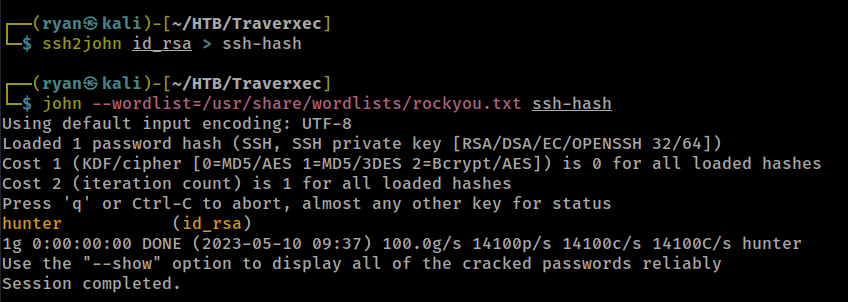 ┌──(ryan㉿kali)-[~/HTB/Traverxec]
└─$ ssh2john id_rsa > ssh-hash
┌──(ryan㉿kali)-[~/HTB/Traverxec]
└─$ john --wordlist=/usr/share/wordlists/rockyou.txt ssh-hash
Using default input encoding: UTF-8
Loaded 1 password hash (SSH, SSH private key [RSA/DSA/EC/OPENSSH 32/64])
Cost 1 (KDF/cipher [0=MD5/AES 1=MD5/3DES 2=Bcrypt/AES]) is 0 for all loaded hashes
Cost 2 (iteration count) is 1 for all loaded hashes
Press 'q' or Ctrl-C to abort, almost any other key for status
hunter           (id_rsa)
1g 0:00:00:00 DONE (2023-05-10 09:37) 100.0g/s 14100p/s 14100c/s 14100C/s hunter
Use the "--show" option to display all of the cracked passwords reliably
Session completed.